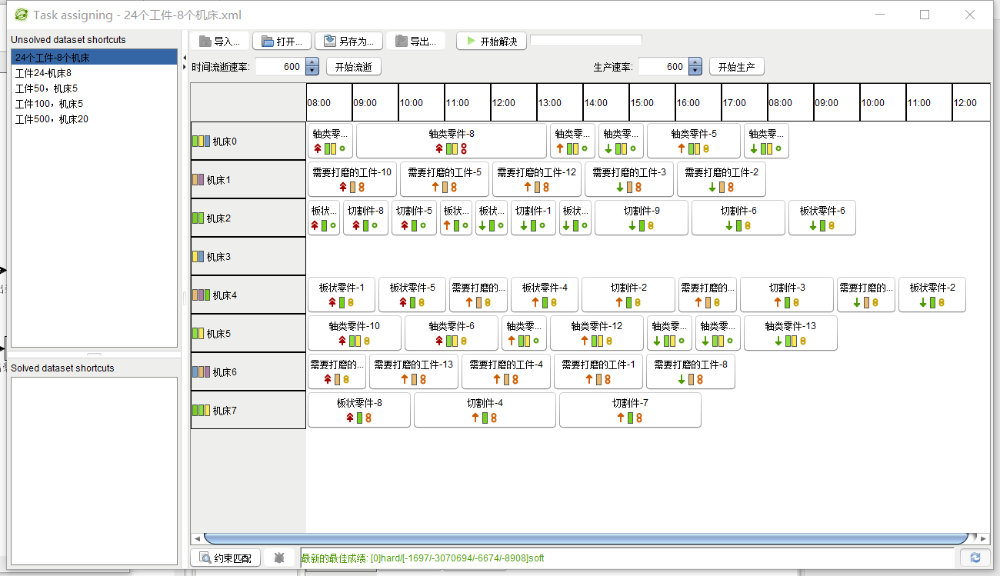 Task assigning - 24个工件-8个机床.xml
Unsolved dataset shortcuts
24个工件-8个机床
工件24-机床8
工件50，机床5
工件100，机床5
工件500，机床20
Solved dataset shortcuts
导入... 打开... 另存为... 导出... 开始解决
时间流逝速率: 600 开始流逝 生产速率: 600 开始生产
08:00 09:00 10:00 11:00 12:00 13:00 14:00 15:00 16:00 17:00 08:00 09:00 10:00 11:00 12:00
机床0 轴类零... 轴类零件-8 轴类零... 轴类零... 轴类零件-5 轴类零...
机床1 需要打磨的工件-10 需要打磨的工件-5 需要打磨的工件-12 需要打磨的工件-3 需要打磨的工件-2
机床2 板状... 切割件-8 切割件-5 板状... 板状... 切割件-1 板状... 切割件-9 切割件-6 板状零件-6
机床3
机床4 板状零件-1 板状零件-5 需要打磨的... 板状零件-4 切割件-2 需要打磨的... 切割件-3 需要打磨的... 板状零件-2
机床5 轴类零件-10 轴类零件-6 轴类零... 轴类零件-12 轴类零... 轴类零... 轴类零件-13
机床6 需要打磨的... 需要打磨的工件-13 需要打磨的工件-4 需要打磨的工件-1 需要打磨的工件-8
机床7 板状零件-8 切割件-4 切割件-7
约束匹配 最新的最佳成绩: [0]hard/[-1697/-3070694/-6674/-8908]soft